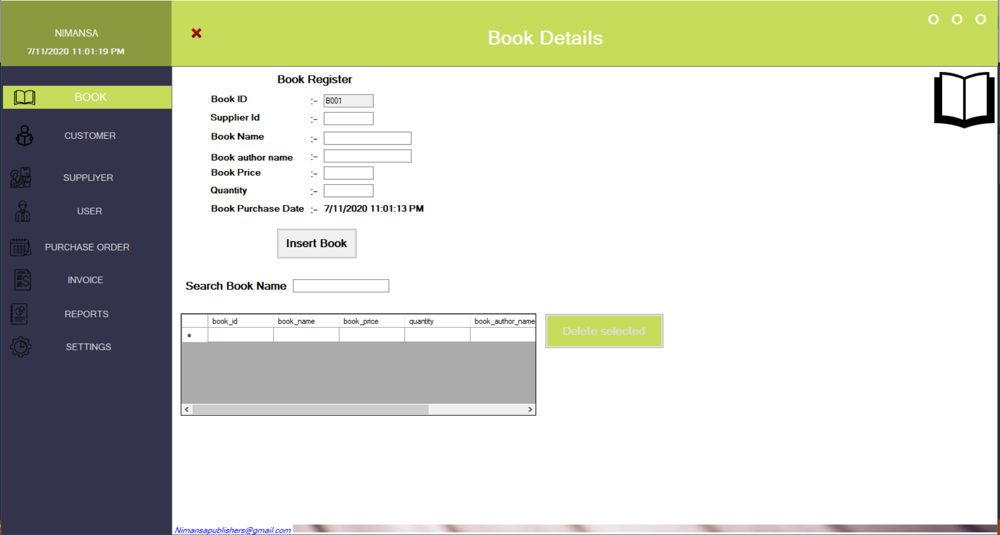 NIMANSA
7/11/2020 11:01:19 PM
Book Details
BOOK
CUSTOMER
SUPPLIYER
USER
PURCHASE ORDER
INVOICE
REPORTS
SETTINGS
Book Register
Book ID :- B001
Supplier Id :-
Book Name :-
Book author name :-
Book Price :-
Quantity :-
Book Purchase Date :- 7/11/2020 11:01:13 PM
Insert Book
Search Book Name
book_id book_name book_price quantity book_author_name
Delete selected
Nimansapublishers@gmail.com